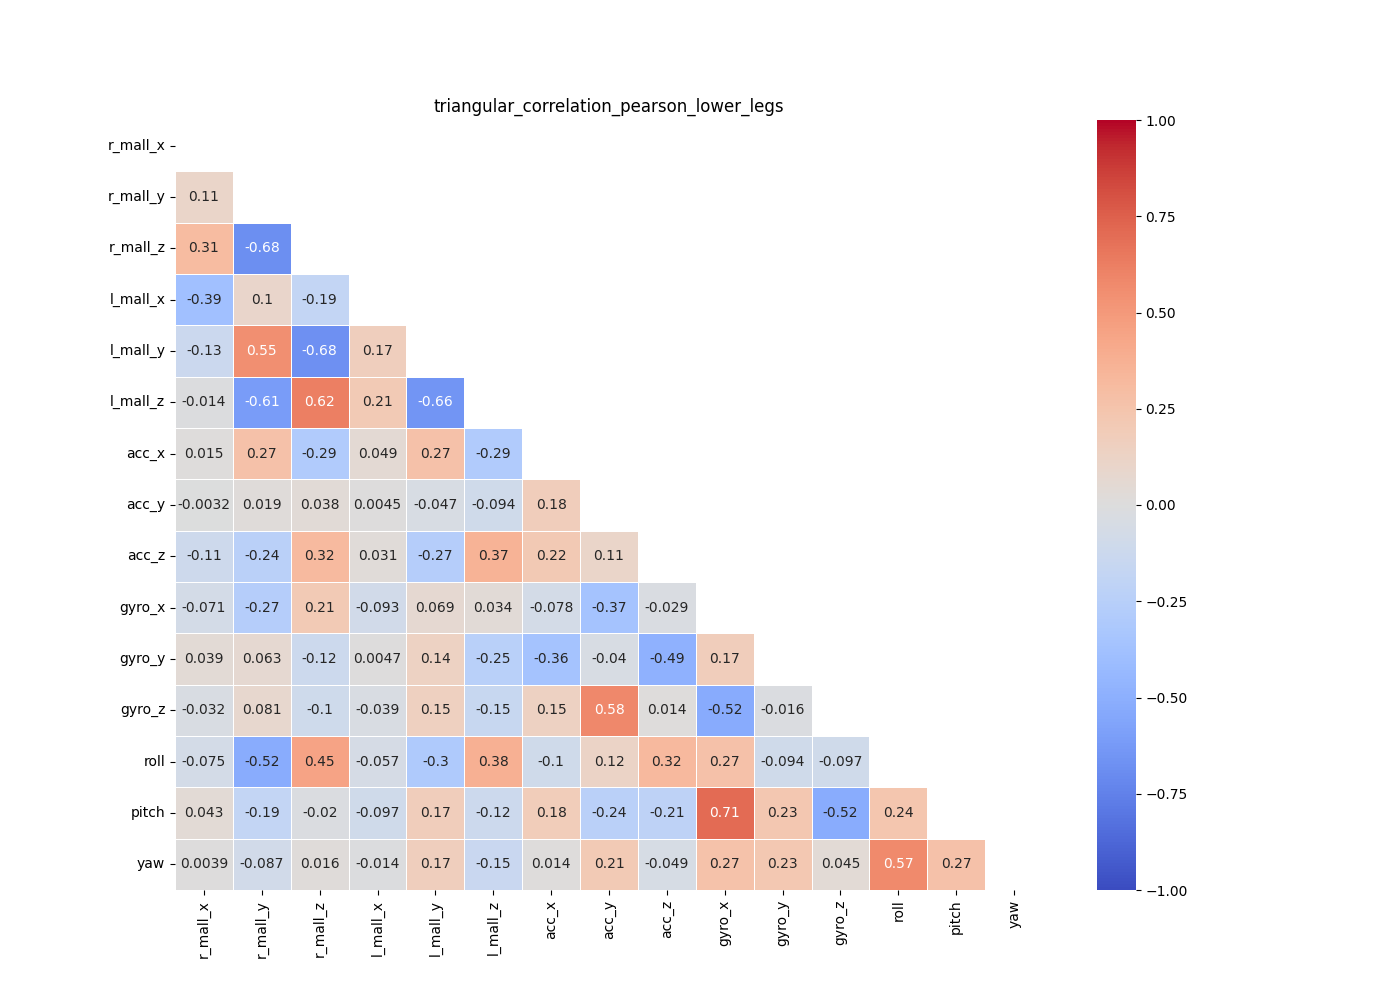 triangular_correlation_pearson_lower_legs
1.00
r_mall_x
r_mall_y 0.11
0.75
r_mall_z 0.31 -0.68
l_mall_x -0.39 0.1 -0.19
0.50
l_mall_y -0.13 0.55 -0.68 0.17
l_mall_z -0.014 -0.61 0.62 0.21 -0.66
0.25
acc_x 0.015 0.27 -0.29 0.049 0.27 -0.29
acc_y -0.0032 0.019 0.038 0.0045 -0.047 -0.094 0.18
0.00
acc_z -0.11 -0.24 0.32 0.031 -0.27 0.37 0.22 0.11
−0.25
gyro_x -0.071 -0.27 0.21 -0.093 0.069 0.034 -0.078 -0.37 -0.029
gyro_y 0.039 0.063 -0.12 0.0047 0.14 -0.25 -0.36 -0.04 -0.49 0.17
−0.50
gyro_z -0.032 0.081 -0.1 -0.039 0.15 -0.15 0.15 0.58 0.014 -0.52 -0.016
roll -0.075 -0.52 0.45 -0.057 -0.3 0.38 -0.1 0.12 0.32 0.27 -0.094 -0.097
−0.75
pitch 0.043 -0.19 -0.02 -0.097 0.17 -0.12 0.18 -0.24 -0.21 0.71 0.23 -0.52 0.24
yaw 0.0039 -0.087 0.016 -0.014 0.17 -0.15 0.014 0.21 -0.049 0.27 0.23 0.045 0.57 0.27
−1.00
r_mall_x r_mall_y r_mall_z l_mall_x l_mall_y l_mall_z acc_x acc_y acc_z gyro_x gyro_y gyro_z roll pitch yaw